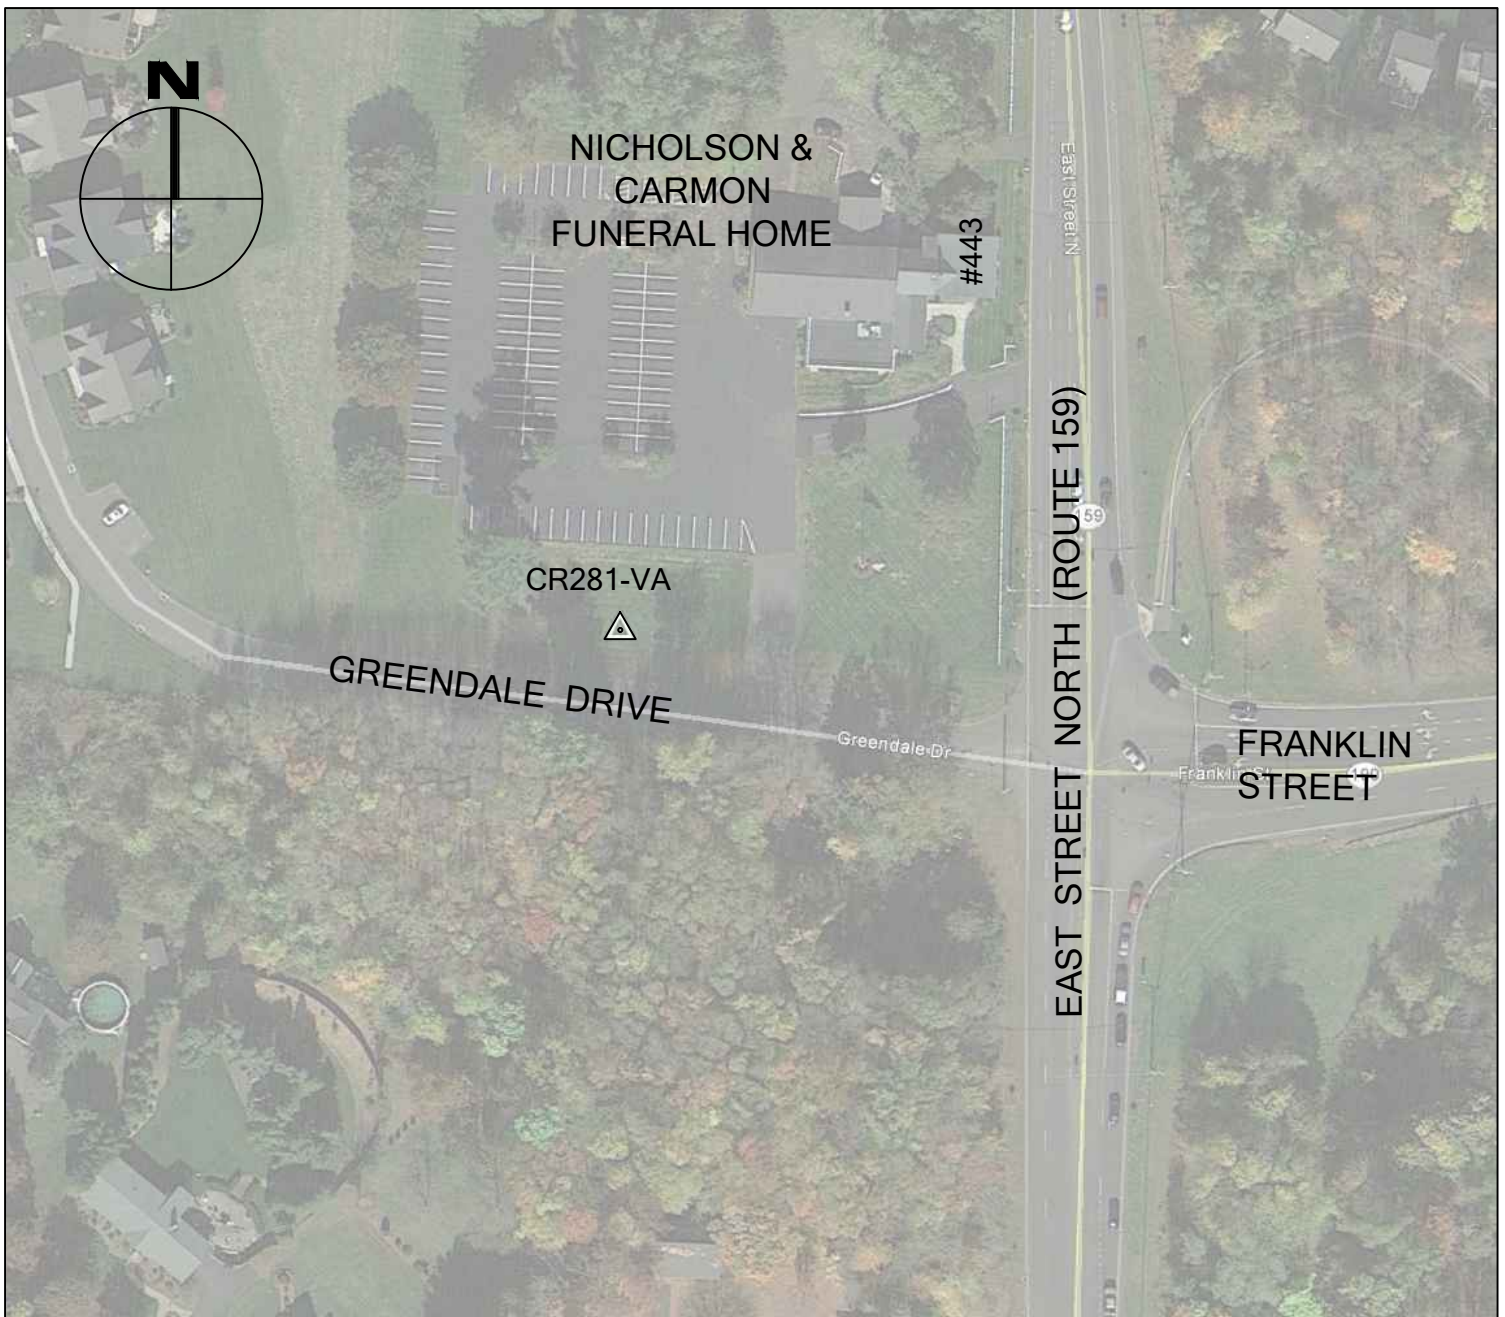 N
NICHOLSON &
CARMON
FUNERAL HOME
#443
East Street N
EAST STREET NORTH (ROUTE 159)
159
CR281-VA
GREENDALE DRIVE
Greendale Dr
FRANKLIN
STREET